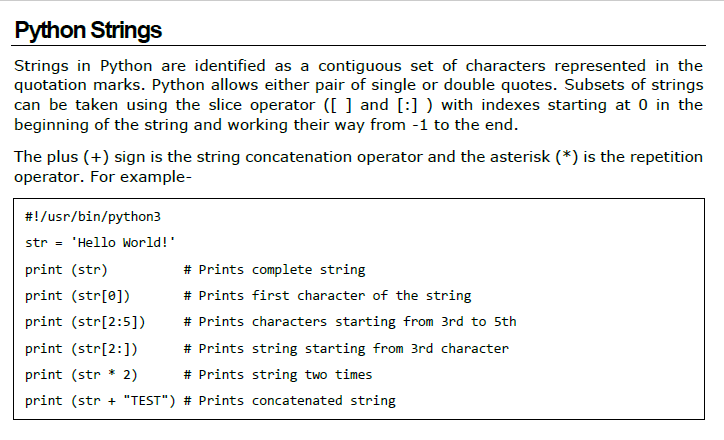 Python Strings
Strings in Python are identified as a contiguous set of characters represented in the
quotation marks. Python allows either pair of single or double quotes. Subsets of strings
can be taken using the slice operator ([ ] and [:] ) with indexes starting at 0 in the
beginning of the string and working their way from -1 to the end.
The plus (+) sign is the string concatenation operator and the asterisk (*) is the repetition
operator. For example-
#!/usr/bin/python3
str = 'Hello World!'
print (str) # Prints complete string
print (str[0]) # Prints first character of the string
print (str[2:5]) # Prints characters starting from 3rd to 5th
print (str[2:]) # Prints string starting from 3rd character
print (str * 2) # Prints string two times
print (str + "TEST") # Prints concatenated string